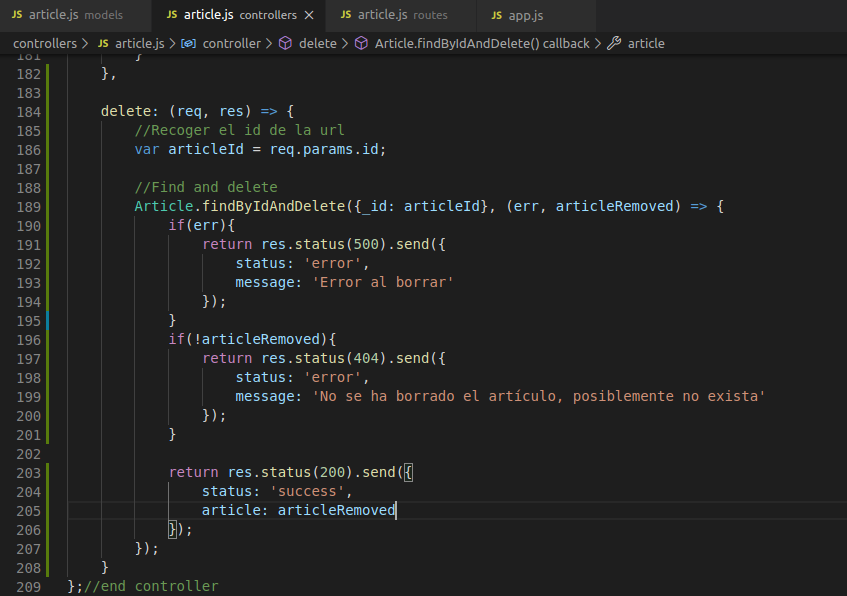 JS article.js models JS article.js controllers × JS article.js routes JS app.js
controllers > JS article.js > controller > delete > Article.findByIdAndDelete() callback > article
181 }
182 },
183
184 delete: (req, res) => {
185 //Recoger el id de la url
186 var articleId = req.params.id;
187
188 //Find and delete
189 Article.findByIdAndDelete({_id: articleId}, (err, articleRemoved) => {
190 if(err){
191 return res.status(500).send({
192 status: 'error',
193 message: 'Error al borrar'
194 });
195 }
196 if(!articleRemoved){
197 return res.status(404).send({
198 status: 'error',
199 message: 'No se ha borrado el artículo, posiblemente no exista'
200 });
201 }
202
203 return res.status(200).send({
204 status: 'success',
205 article: articleRemoved
206 });
207 });
208 }
209 };//end controller